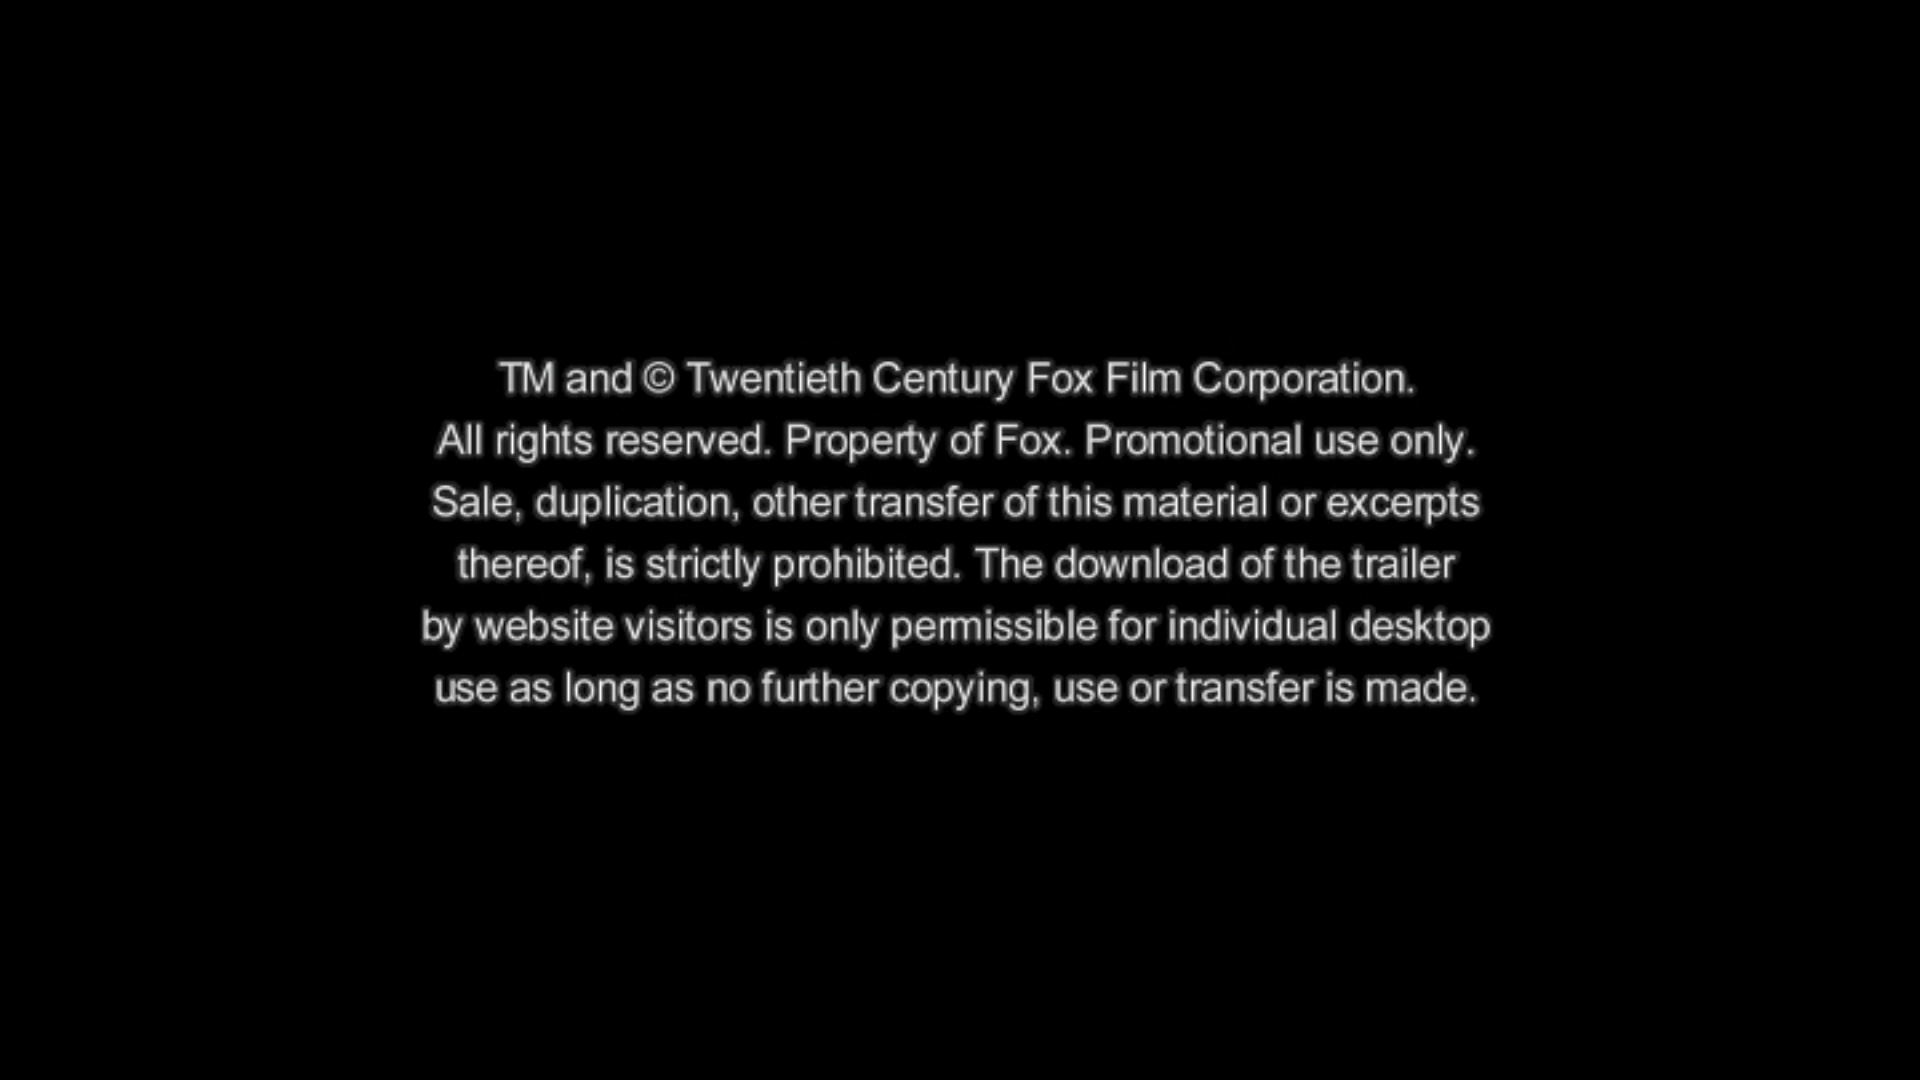 TM and © Twentieth Century Fox Film Corporation.
All rights reserved. Property of Fox. Promotional use only.
Sale, duplication, other transfer of this material or excerpts
thereof, is strictly prohibited. The download of the trailer
by website visitors is only permissible for individual desktop
use as long as no further copying, use or transfer is made.